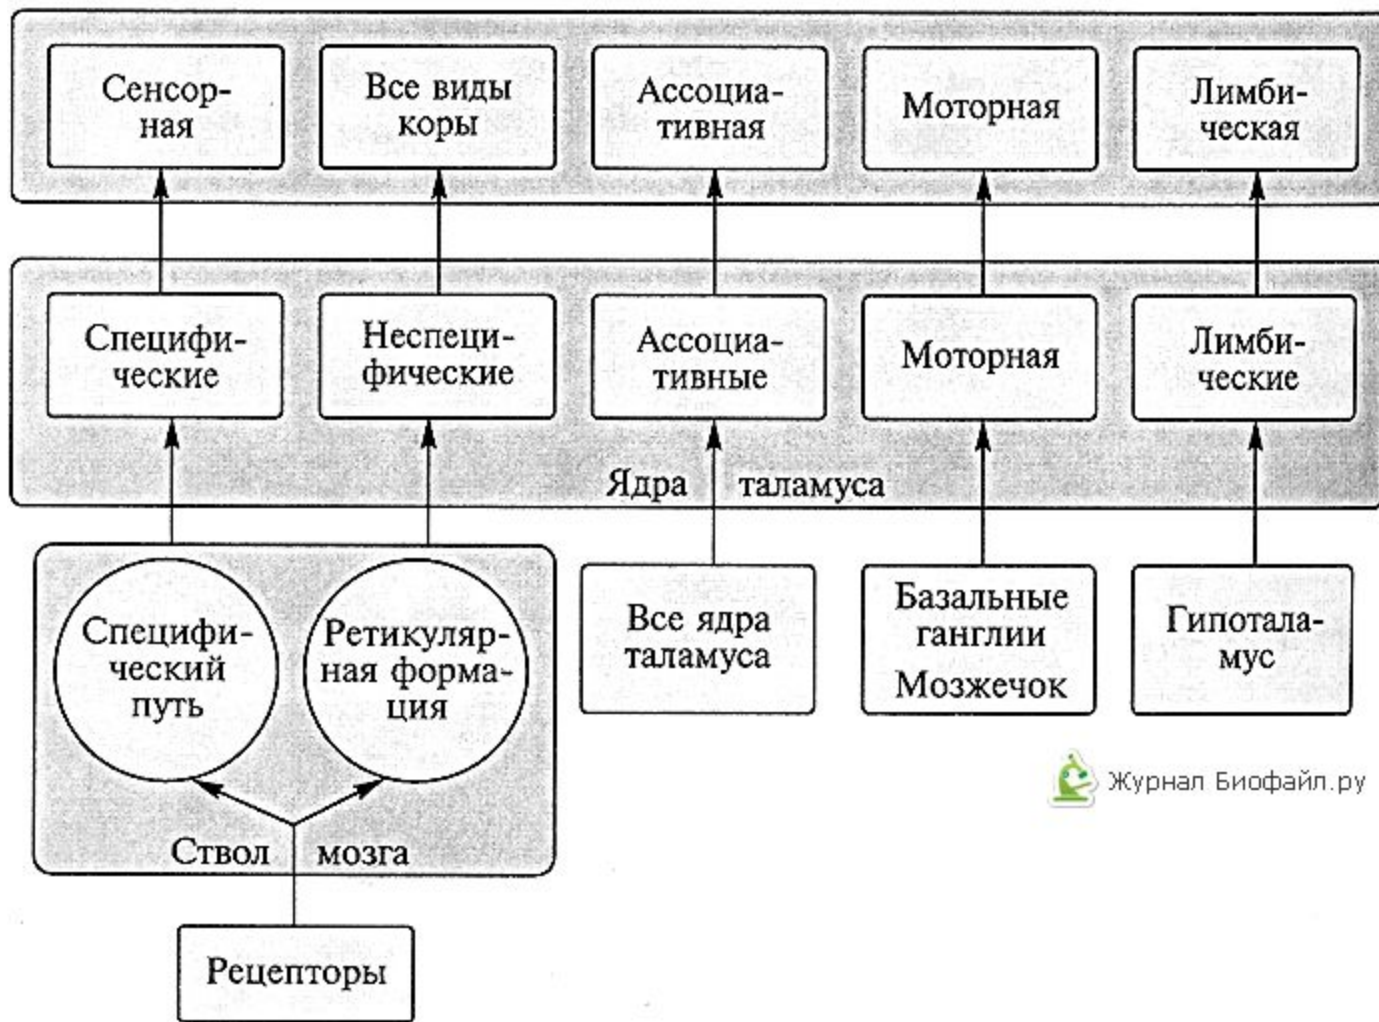 Сенсор-
ная
Все виды
коры
Ассоциа-
тивная
Моторная
Лимби-
ческая
Специфи-
ческие
Неспеци-
фические
Ассоциа-
тивные
Моторная
Лимби-
ческие
Ядра таламуса
Специфи-
ческий
путь
Ретикуляр-
ная форма-
ция
Все ядра
таламуса
Базальные
ганглии
Мозжечок
Гипотала-
мус
Журнал Биофайл.ру
Ствол мозга
Рецепторы